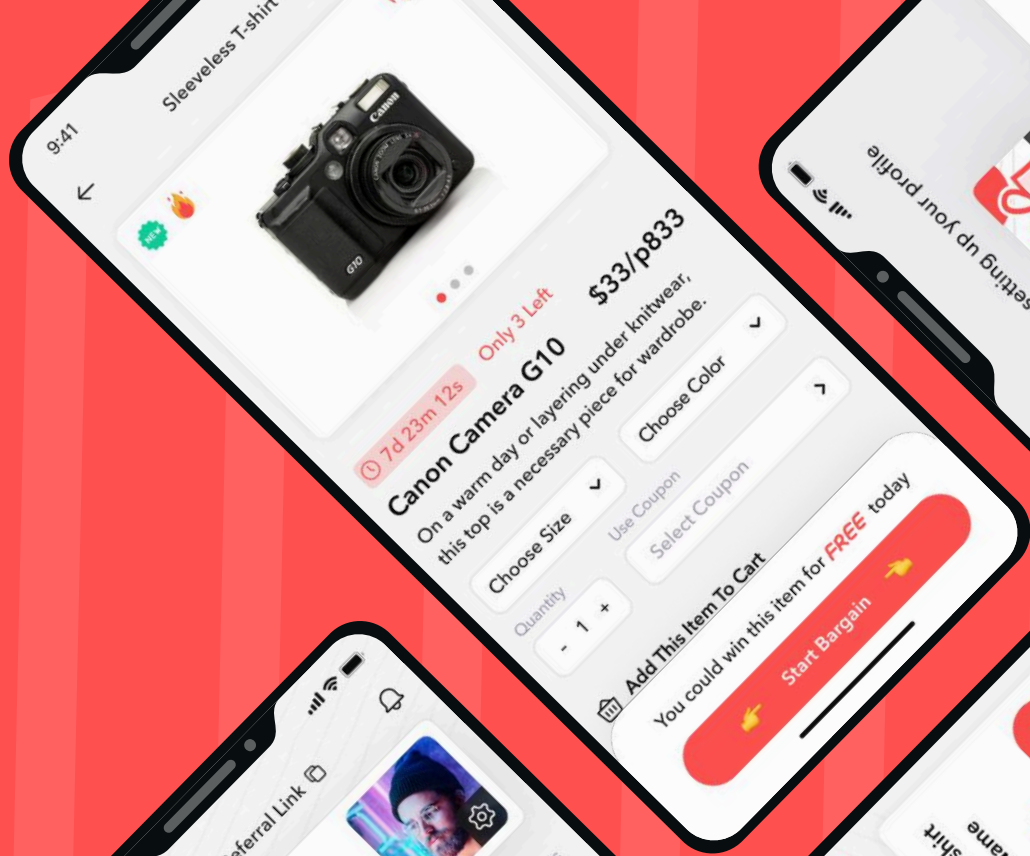 9:41
Sleeveless T-shirt
NEW
Canon
G10
7d 23m 12s
Only 3 Left
Canon Camera G10
$33/p833
On a warm day or layering under knitwear,
this top is a necessary piece for wardrobe.
Choose Size
Choose Color
Quantity
- 1 +
Use Coupon
Select Coupon
Add This Item To Cart
You could win this item for FREE today
Start Bargain
setting up your profile
eferral Link
shirt